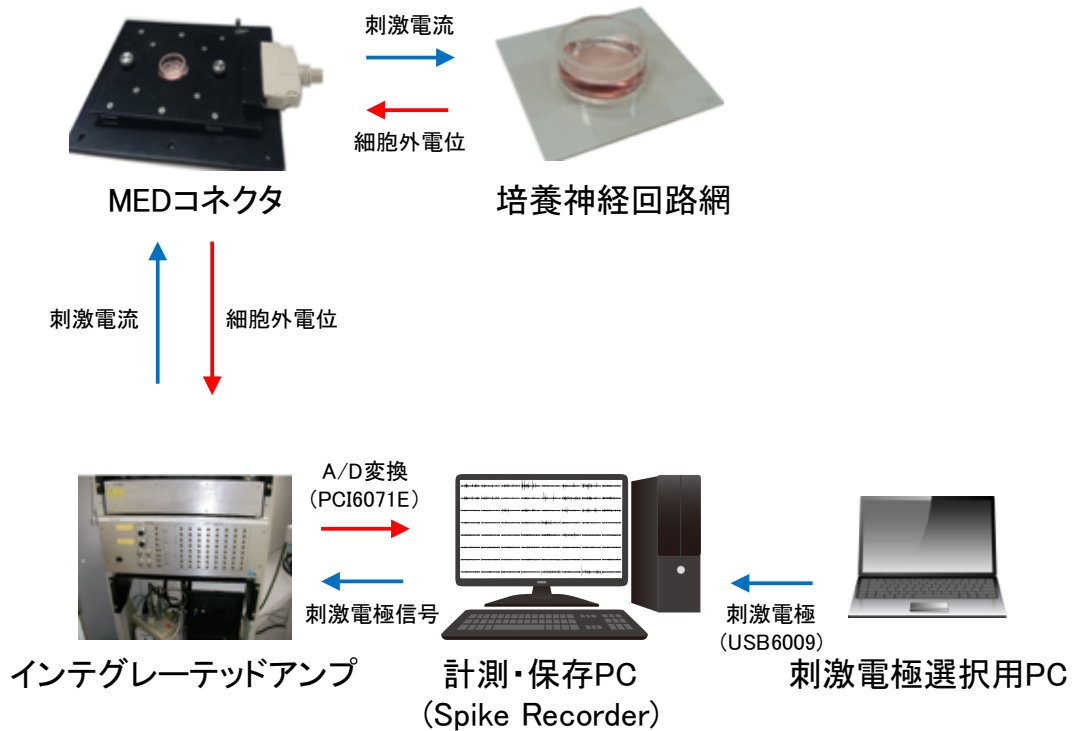 刺激電流
細胞外電位
MEDコネクタ
培養神経回路網
刺激電流
細胞外電位
A/D変換
(PCI6071E)
刺激電極信号
刺激電極
(USB6009)
インテグレーテッドアンプ
計測・保存PC
(Spike Recorder)
刺激電極選択用PC